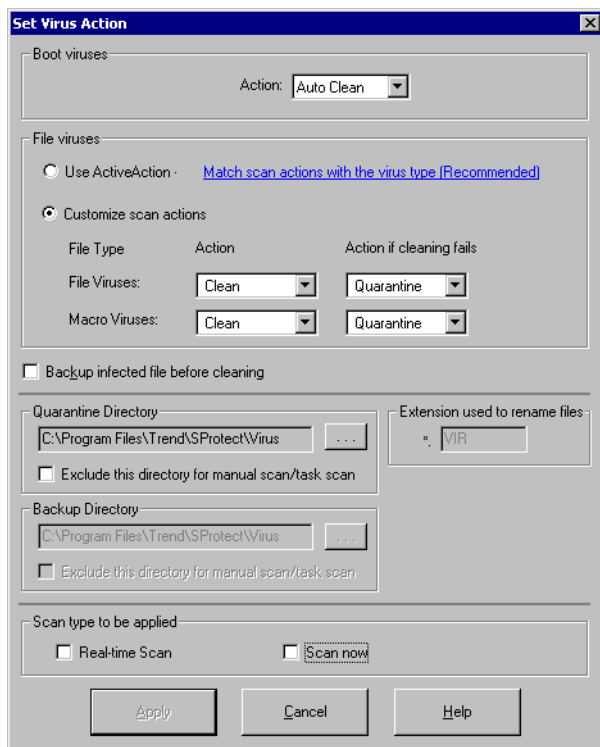 Set Virus Action
Boot viruses
Action: Auto Clean
File viruses
Use ActiveAction - Match scan actions with the virus type (Recommended)
Customize scan actions
File Type Action Action if cleaning fails
File Viruses: Clean Quarantine
Macro Viruses: Clean Quarantine
Backup infected file before cleaning
Quarantine Directory
C:\Program Files\Trend\SProtect\Virus ...
Exclude this directory for manual scan/task scan
Extension used to rename files
*. VIR
Backup Directory
C:\Program Files\Trend\SProtect\Virus ...
Exclude this directory for manual scan/task scan
Scan type to be applied
Real-time Scan Scan now
Apply Cancel Help